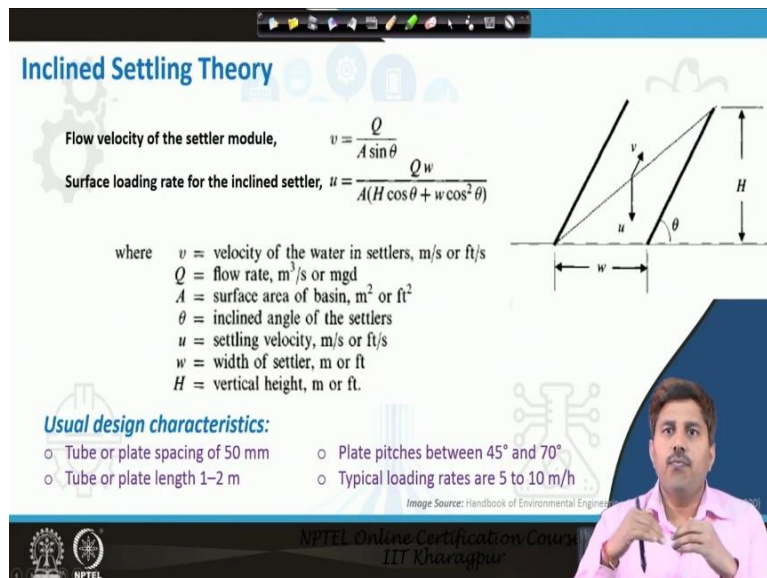 Inclined Settling Theory
Flow velocity of the settler module, v = Q / A sin θ
Surface loading rate for the inclined settler, u = Q w / A(H cos θ + w cos² θ)
v
u
θ
H
w
where v = velocity of the water in settlers, m/s or ft/s
Q = flow rate, m³/s or mgd
A = surface area of basin, m² or ft²
θ = inclined angle of the settlers
u = settling velocity, m/s or ft/s
w = width of settler, m or ft
H = vertical height, m or ft.
Usual design characteristics:
○ Tube or plate spacing of 50 mm
○ Tube or plate length 1–2 m
○ Plate pitches between 45° and 70°
○ Typical loading rates are 5 to 10 m/h
Image Source: Handbook of Environmental
NPTEL Online Certification
IIT Kharagpur
NPTEL